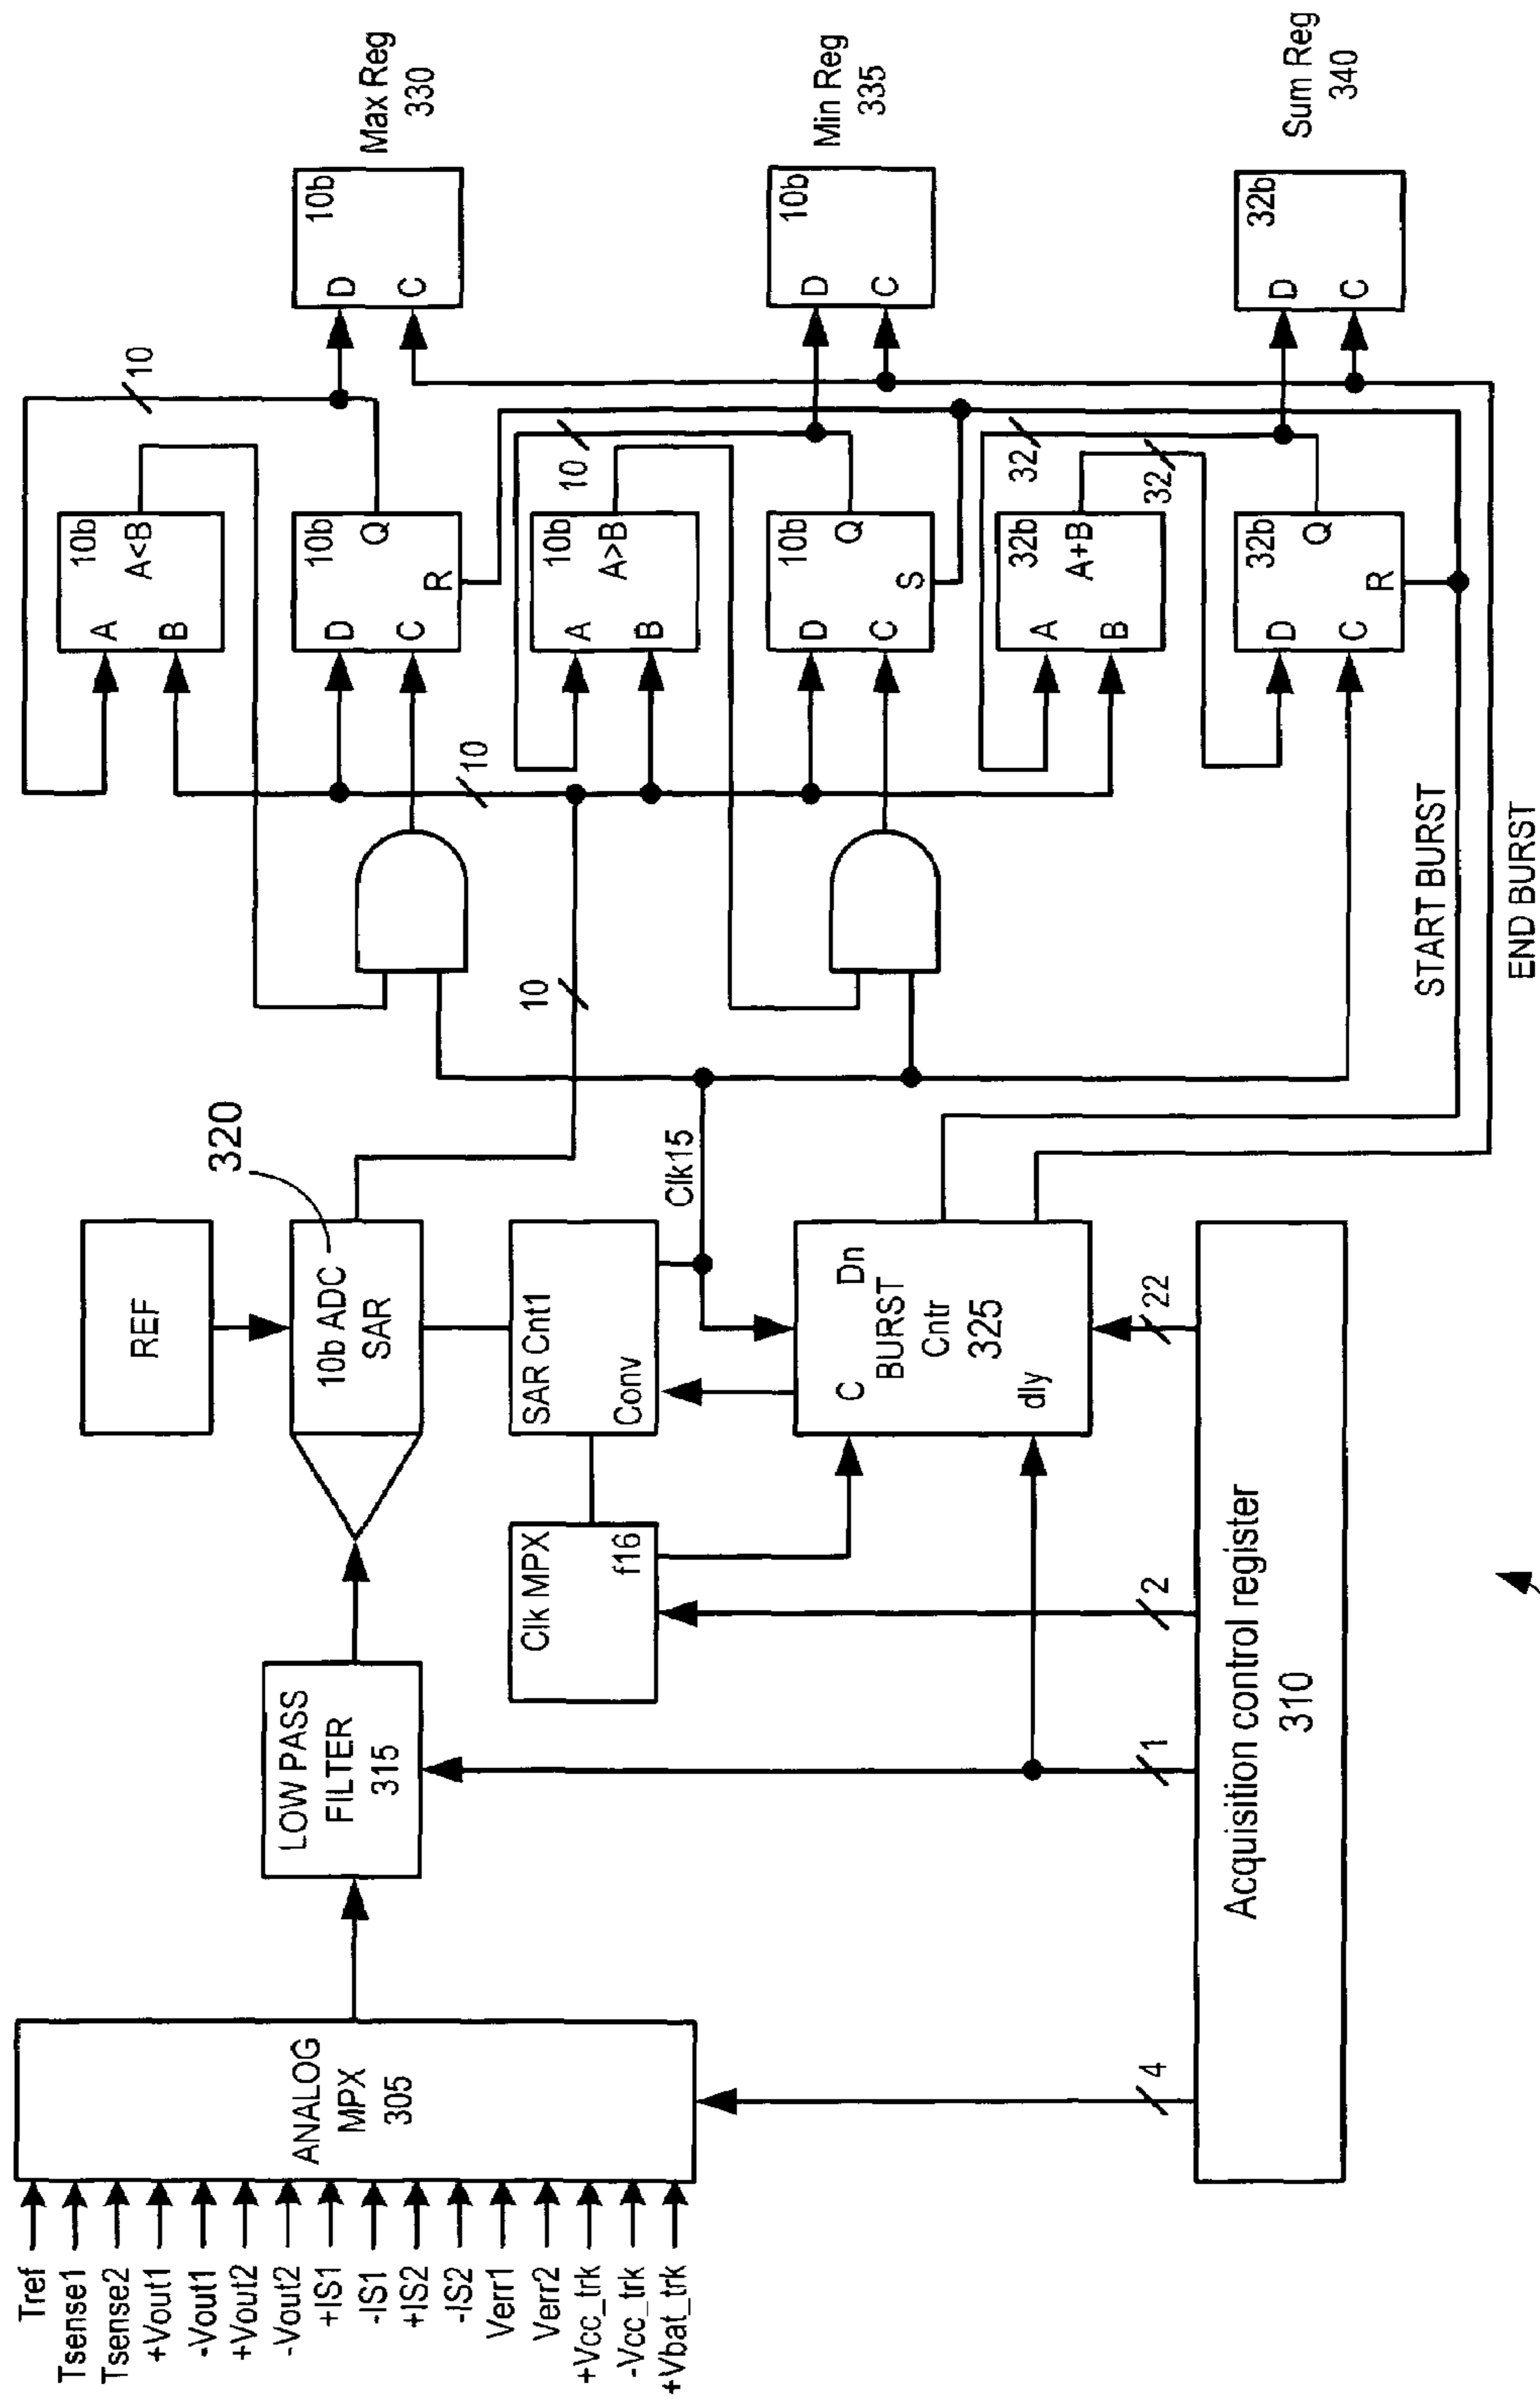 Tref
Tsense1
Tsense2
+Vout1
-Vout1
+Vout2
-Vout2
+IS1
-IS1
+IS2
-IS2
Verr1
Verr2
+Vcc_trk
-Vcc_trk
+Vbat_trk
ANALOG
MPX
305
4
LOW PASS
FILTER
315
1
Clk MPX
f16
2
REF
10b ADC
SAR
320
SAR Cnt1
Conv
Clk15
C
Dn
BURST
Cntr
325
dly
22
Acquisition control register
310
10
10
START BURST
END BURST
10b
A
A<B
B
10
10b
D
Q
C
R
10b
A
A>B
B
10
10b
D
Q
C
S
32b
A
A+B
B
32
32
32b
D
Q
C
R
10b
D
C
Max Reg
330
10b
D
C
Min Reg
335
32b
D
C
Sum Reg
340